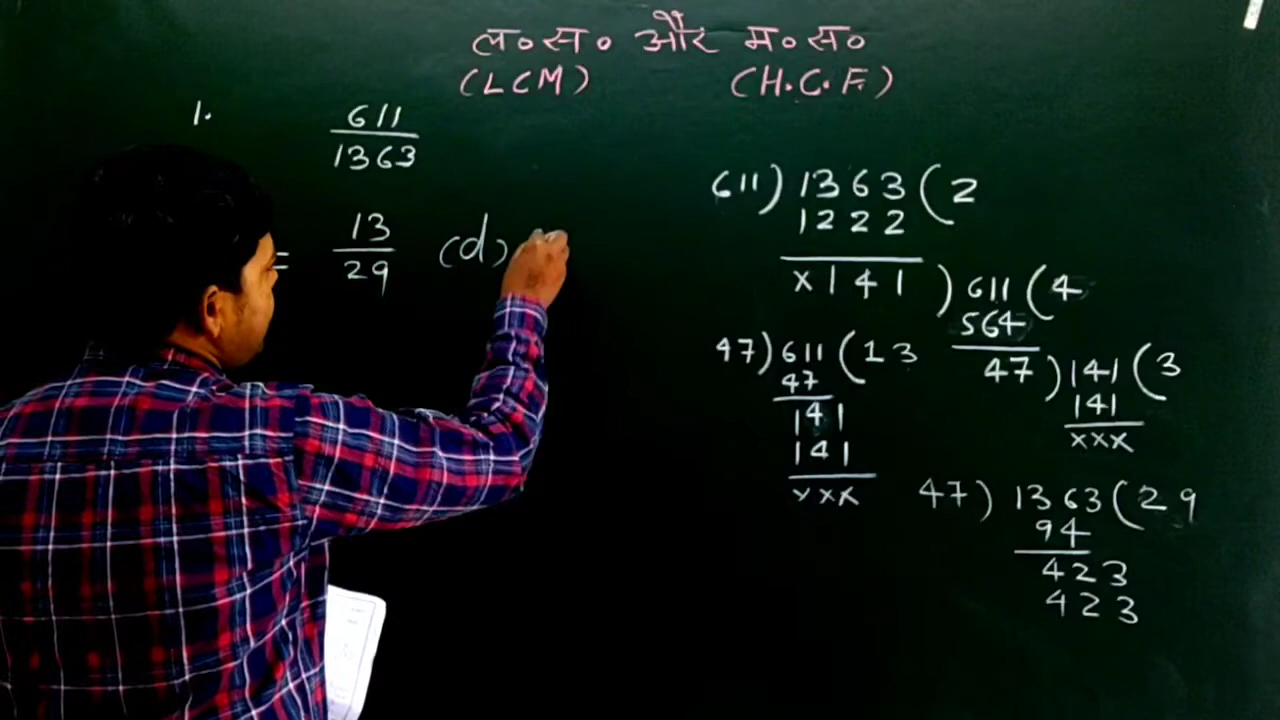 ल०स० और म०स०
(LCM) (H.C.F.)
1. 611
1363
= 13
29 (d)
611) 1363 (2
1222
x141) 611 (4
564
47) 141 (3
141
xxx
47) 611 (13
47
141
141
xxx
47) 1363 (29
94
423
423